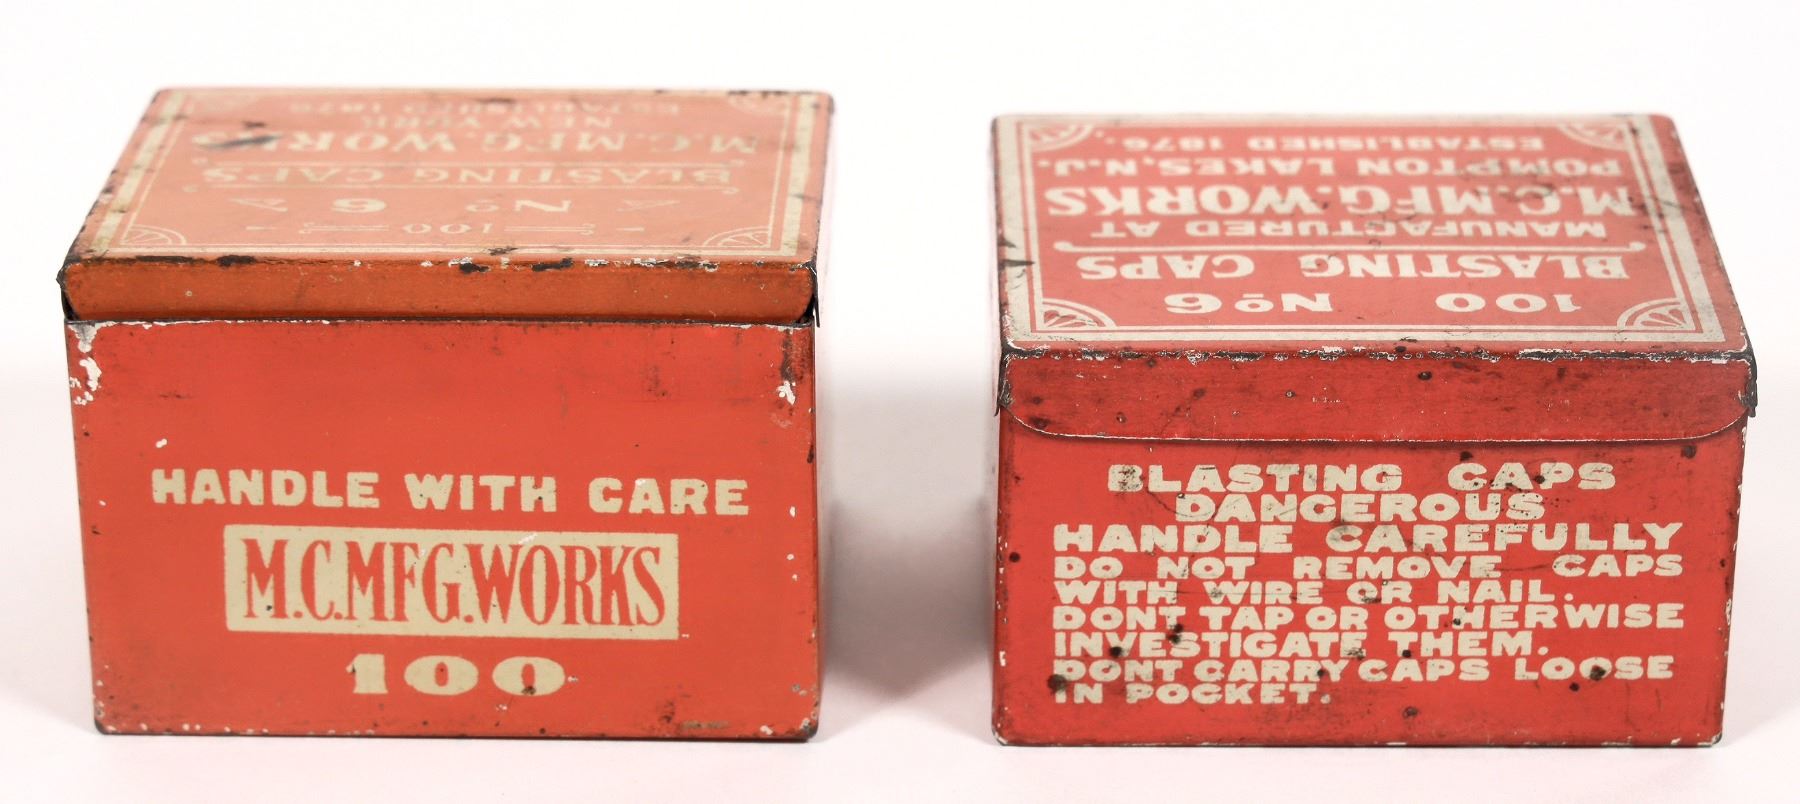 100
No 6
BLASTING CAPS
M.C.MFG.WORKS
NEW YORK
ESTABLISHED 1876
HANDLE WITH CARE
M.C.MFG.WORKS
100
100 No 6
BLASTING CAPS
MANUFACTURED AT
M.C.MFG.WORKS
POMPTON LAKES, N.J.
ESTABLISHED 1876.
BLASTING CAPS
DANGEROUS
HANDLE CAREFULLY
DO NOT REMOVE CAPS
WITH WIRE OR NAIL.
DONT TAP OR OTHERWISE
INVESTIGATE THEM.
DONT CARRY CAPS LOOSE
IN POCKET.